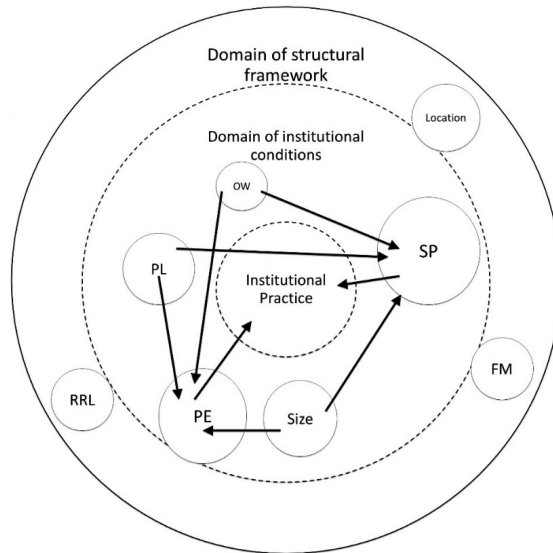 Domain of structural
framework
Location
Domain of institutional
conditions
OW
SP
PL
Institutional
Practice
FM
RRL
PE
Size